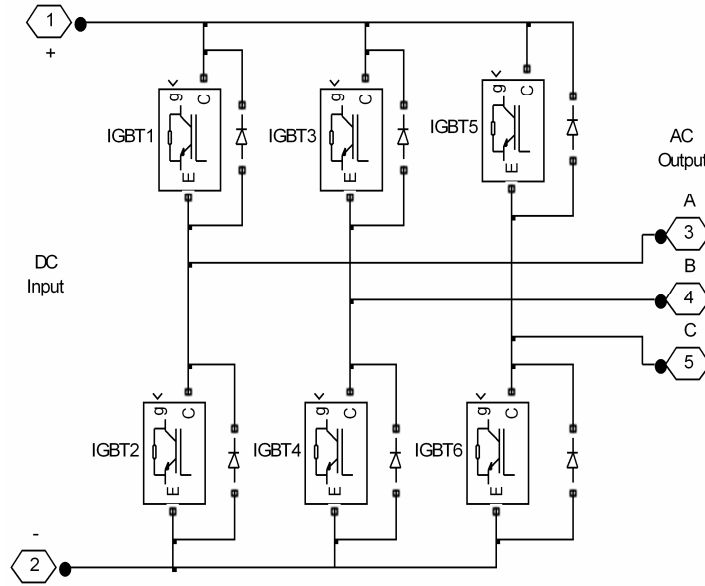 1
+
g C
IGBT1
E
g C
IGBT3
E
g C
IGBT5
E
AC
Output
A
3
DC
Input
B
4
C
5
g C
IGBT2
E
g C
IGBT4
E
g C
IGBT6
E
-
2